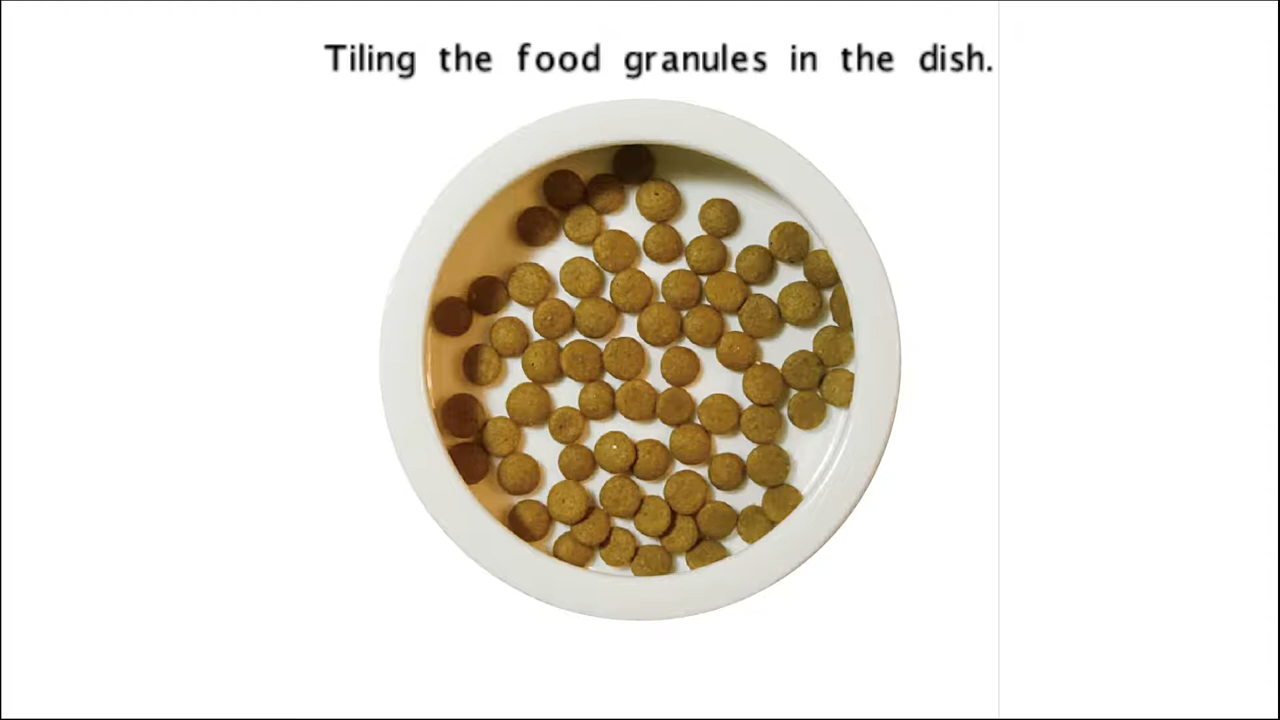 Tiling the food granules in the dish.